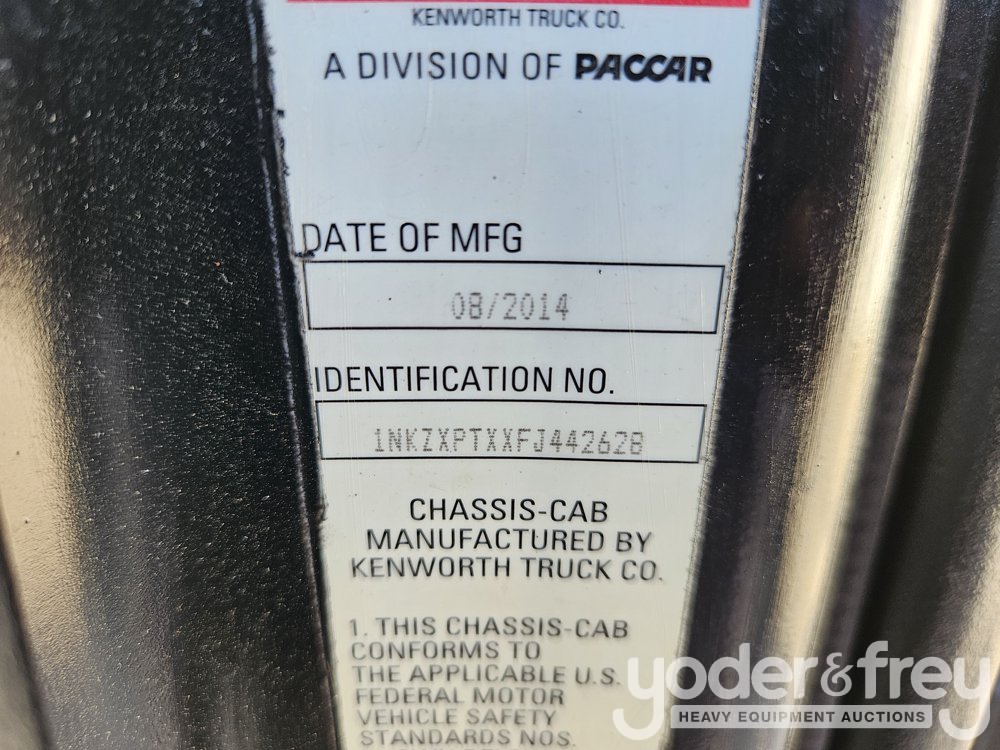 KENWORTH TRUCK CO.
A DIVISION OF PACCAR
DATE OF MFG
08/2014
IDENTIFICATION NO.
1NKZXPTXXFJ442628
CHASSIS-CAB
MANUFACTURED BY
KENWORTH TRUCK CO.
1. THIS CHASSIS-CAB
CONFORMS TO
THE APPLICABLE U.S.
FEDERAL MOTOR
VEHICLE SAFETY
STANDARDS NOS.
yoder&frey
HEAVY EQUIPMENT AUCTIONS